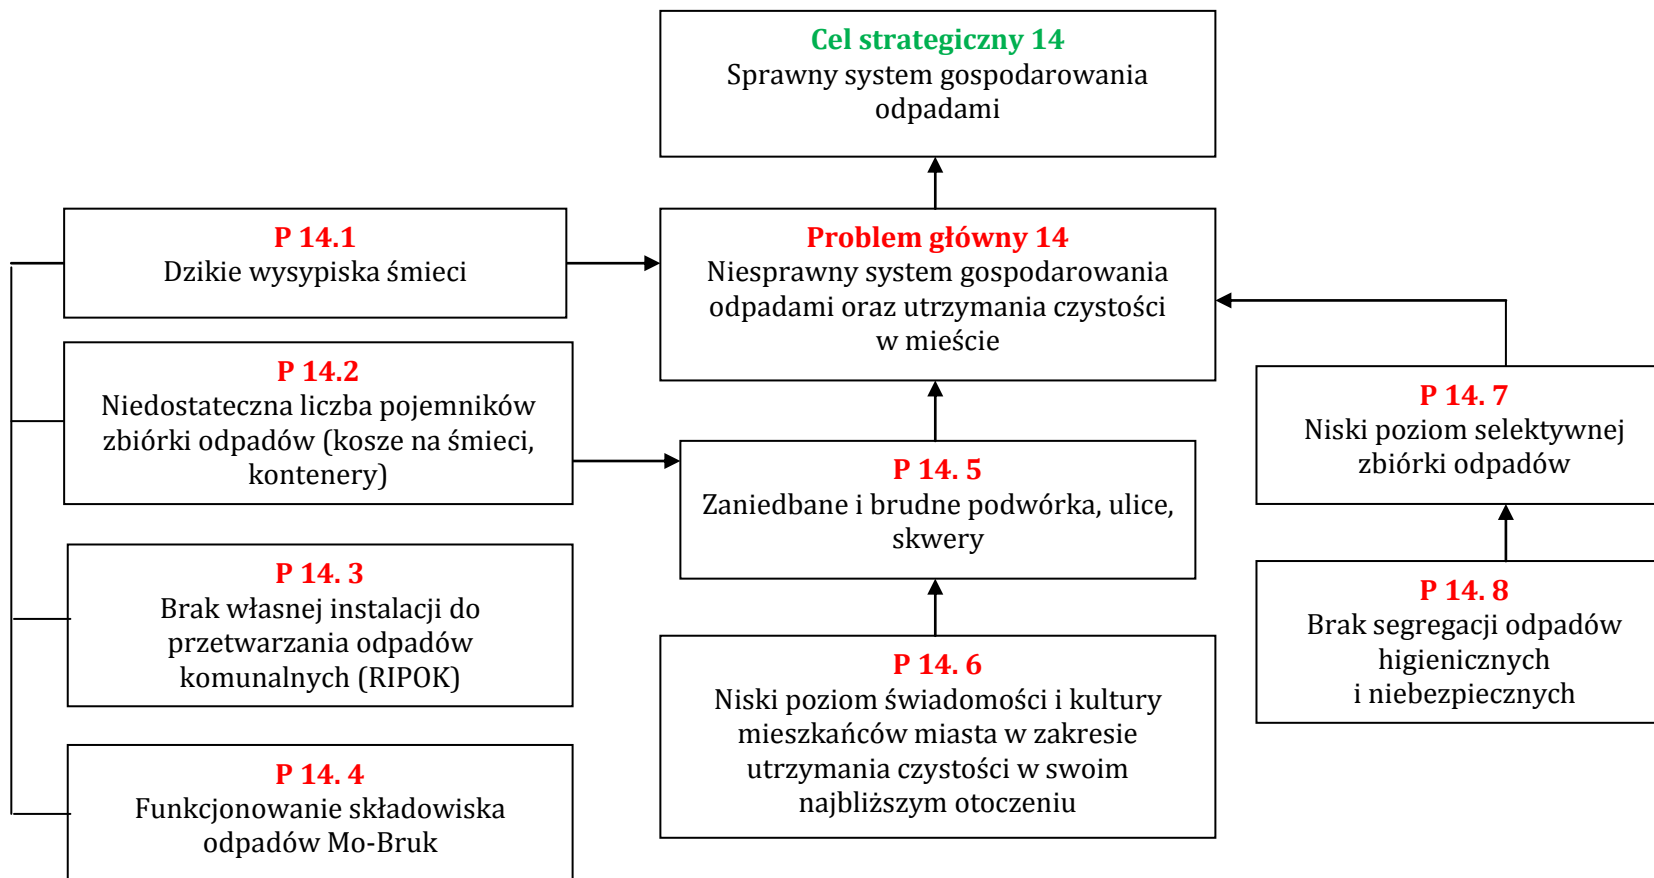 Cel strategiczny 14
Sprawny system gospodarowania
odpadami
P 14.1
Dzikie wysypiska śmieci
Problem główny 14
Niesprawny system gospodarowania
odpadami oraz utrzymania czystości
w mieście
P 14.2
Niedostateczna liczba pojemników
zbiórki odpadów (kosze na śmieci,
kontenery)
P 14. 7
Niski poziom selektywnej
zbiórki odpadów
P 14. 5
Zaniedbane i brudne podwórka, ulice,
skwery
P 14. 3
Brak własnej instalacji do
przetwarzania odpadów
komunalnych (RIPOK)
P 14. 8
Brak segregacji odpadów
higienicznych
i niebezpiecznych
P 14. 6
Niski poziom świadomości i kultury
mieszkańców miasta w zakresie
utrzymania czystości w swoim
najbliższym otoczeniu
P 14. 4
Funkcjonowanie składowiska
odpadów Mo-Bruk